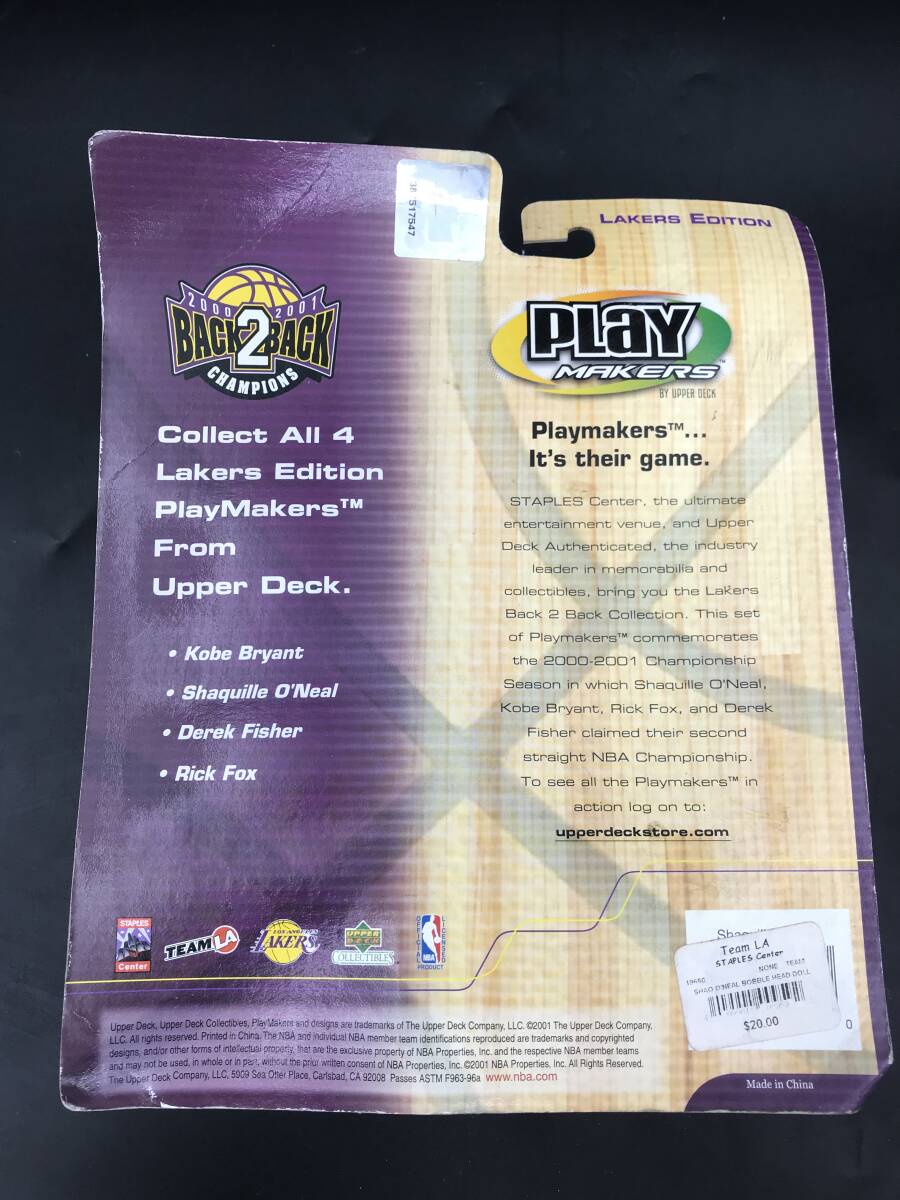 38 517547
LAKERS EDITION
2000 2001
BACK 2 BACK
CHAMPIONS
Collect All 4
Lakers Edition
PlayMakers™
From
Upper Deck.
• Kobe Bryant
• Shaquille O'Neal
• Derek Fisher
• Rick Fox
PLaY
MAKERS™
BY UPPER DECK
Playmakers™...
It's their game.
STAPLES Center, the ultimate
entertainment venue, and Upper
Deck Authenticated, the industry
leader in memorabilia and
collectibles, bring you the Lakers
Back 2 Back Collection. This set
of Playmakers™ commemorates
the 2000-2001 Championship
Season in which Shaquille O'Neal,
Kobe Bryant, Rick Fox, and Derek
Fisher claimed their second
straight NBA Championship.
To see all the Playmakers™ in
action log on to:
upperdeckstore.com
STAPLES
Center
TEAM LA
LOS ANGELES
LAKERS
UPPER
DECK
COLLECTIBLES
OFFICIAL LICENSED
NBA
PRODUCT
Team LA
STAPLES Center
NONE TEAM
SHAQ O'NEAL BOBBLE HEAD DOLL
$20.00
0
Upper Deck, Upper Deck Collectibles, PlayMakers and designs are trademarks of The Upper Deck Company, LLC. ©2001 The Upper Deck Company,
LLC. All rights reserved. Printed in China. The NBA and individual NBA member team identifications reproduced are trademarks and copyrighted
designs, and/or other forms of intellectual property, that are the exclusive property of NBA Properties, Inc. and the respective NBA member teams
and may not be used, in whole or in part, without the prior written consent of NBA Properties, Inc. ©2001 NBA Properties, Inc. All Rights Reserved.
The Upper Deck Company, LLC, 5909 Sea Otter Place, Carlsbad, CA 92008 Passes ASTM F963-96a www.nba.com
Made in China